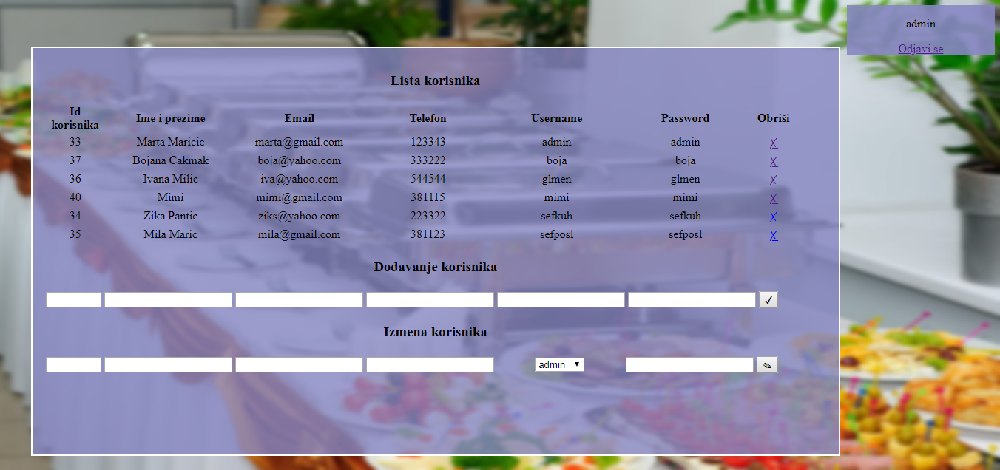 admin
Odjavi se
Lista korisnika
Id korisnika Ime i prezime Email Telefon Username Password Obriši
33 Marta Maricic marta@gmail.com 123343 admin admin X
37 Bojana Cakmak boja@yahoo.com 333222 boja boja X
36 Ivana Milic iva@yahoo.com 544544 glmen glmen X
40 Mimi mimi@gmail.com 381115 mimi mimi X
34 Zika Pantic ziks@yahoo.com 223322 sefkuh sefkuh X
35 Mila Maric mila@gmail.com 381123 sefposl sefposl X
Dodavanje korisnika
✓
Izmena korisnika
admin ▼ ✎